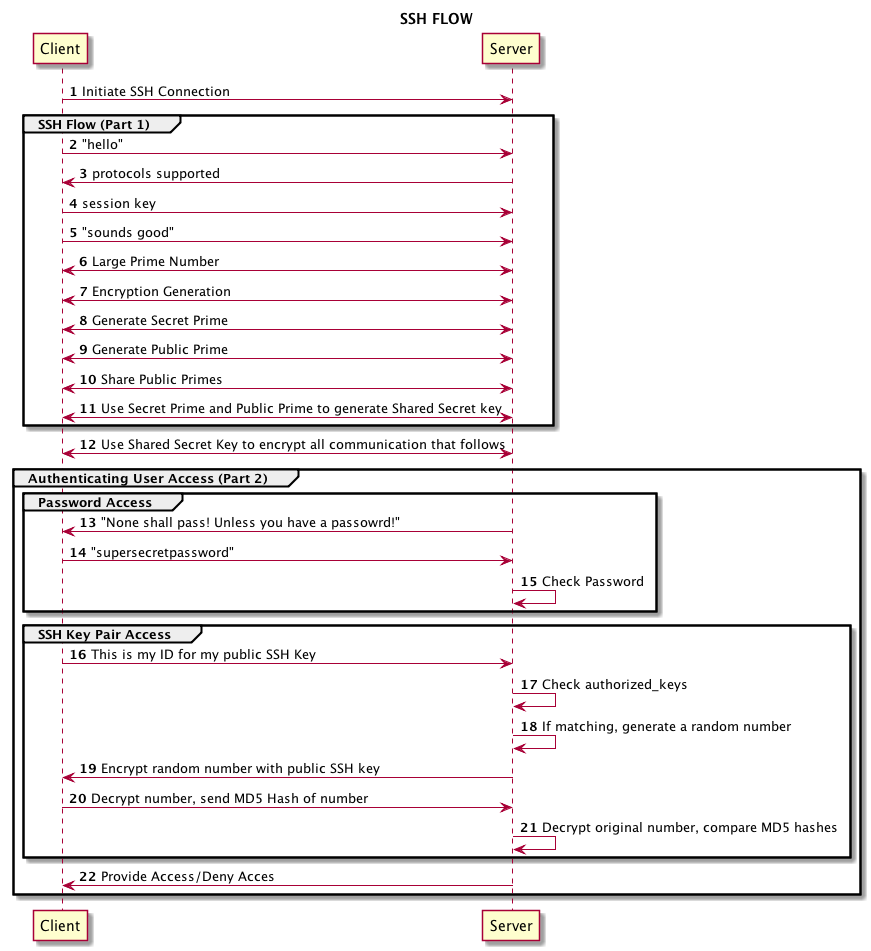 SSH FLOW
Client Server
1 Initiate SSH Connection
SSH Flow (Part 1)
2 "hello"
3 protocols supported
4 session key
5 "sounds good"
6 Large Prime Number
7 Encryption Generation
8 Generate Secret Prime
9 Generate Public Prime
10 Share Public Primes
11 Use Secret Prime and Public Prime to generate Shared Secret key
12 Use Shared Secret Key to encrypt all communication that follows
Authenticating User Access (Part 2)
Password Access
13 "None shall pass! Unless you have a passowrd!"
14 "supersecretpassword"
15 Check Password
SSH Key Pair Access
16 This is my ID for my public SSH Key
17 Check authorized_keys
18 If matching, generate a random number
19 Encrypt random number with public SSH key
20 Decrypt number, send MD5 Hash of number
21 Decrypt original number, compare MD5 hashes
22 Provide Access/Deny Acces
Client Server